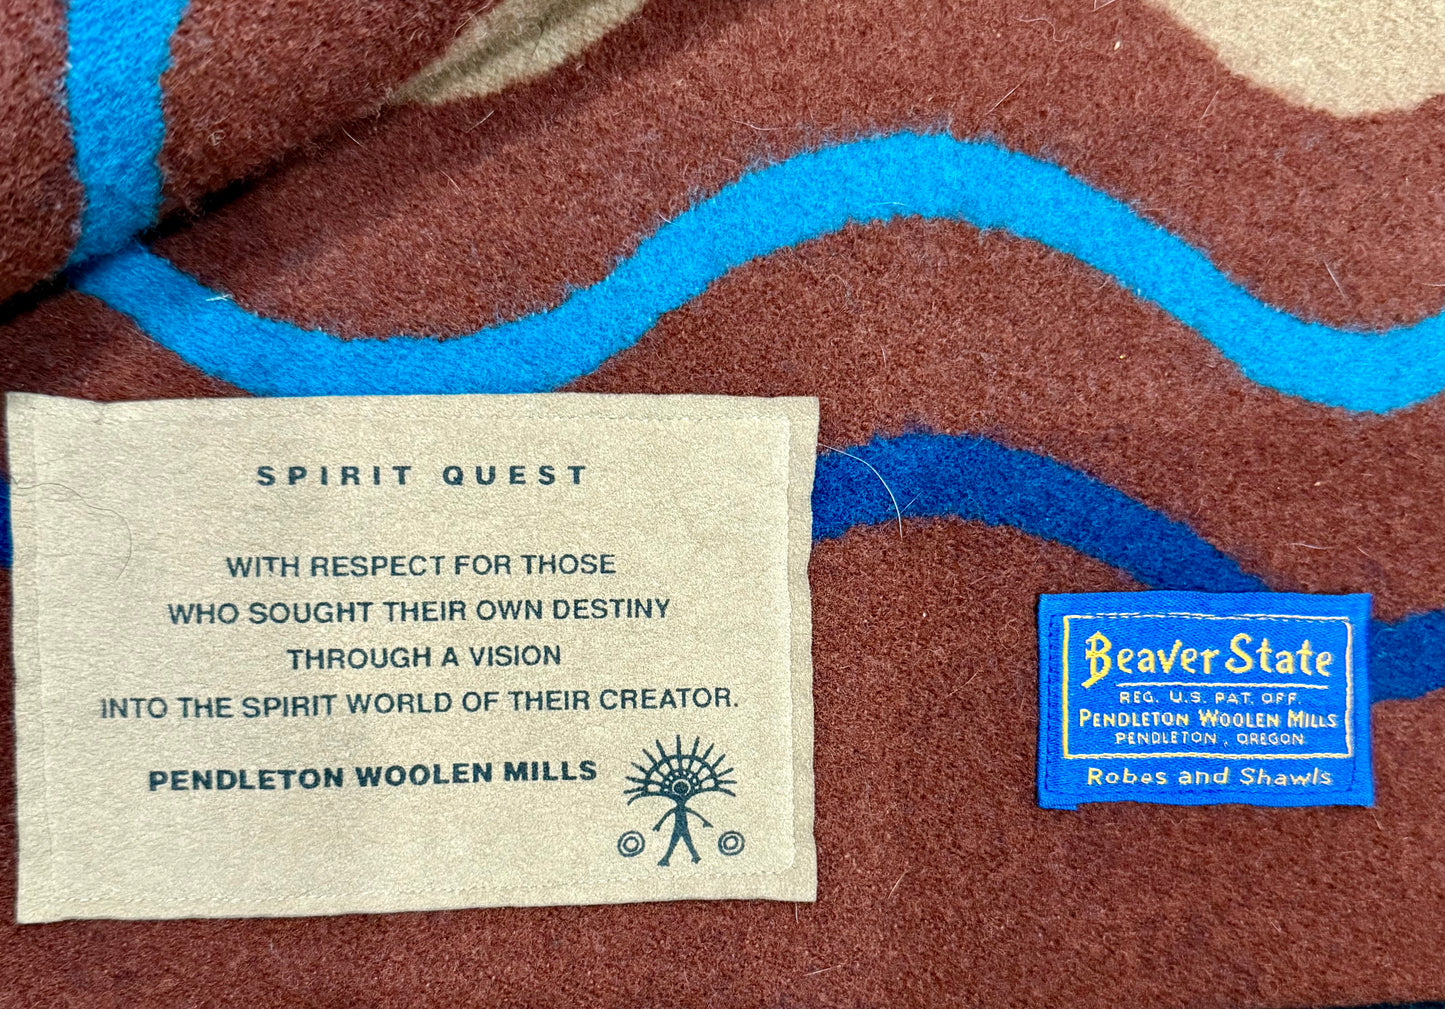 SPIRIT QUEST
WITH RESPECT FOR THOSE
WHO SOUGHT THEIR OWN DESTINY
THROUGH A VISION
INTO THE SPIRIT WORLD OF THEIR CREATOR.
PENDLETON WOOLEN MILLS
Beaver State
REG. U.S. PAT. OFF.
PENDLETON WOOLEN MILLS
PENDLETON, OREGON
Robes and Shawls